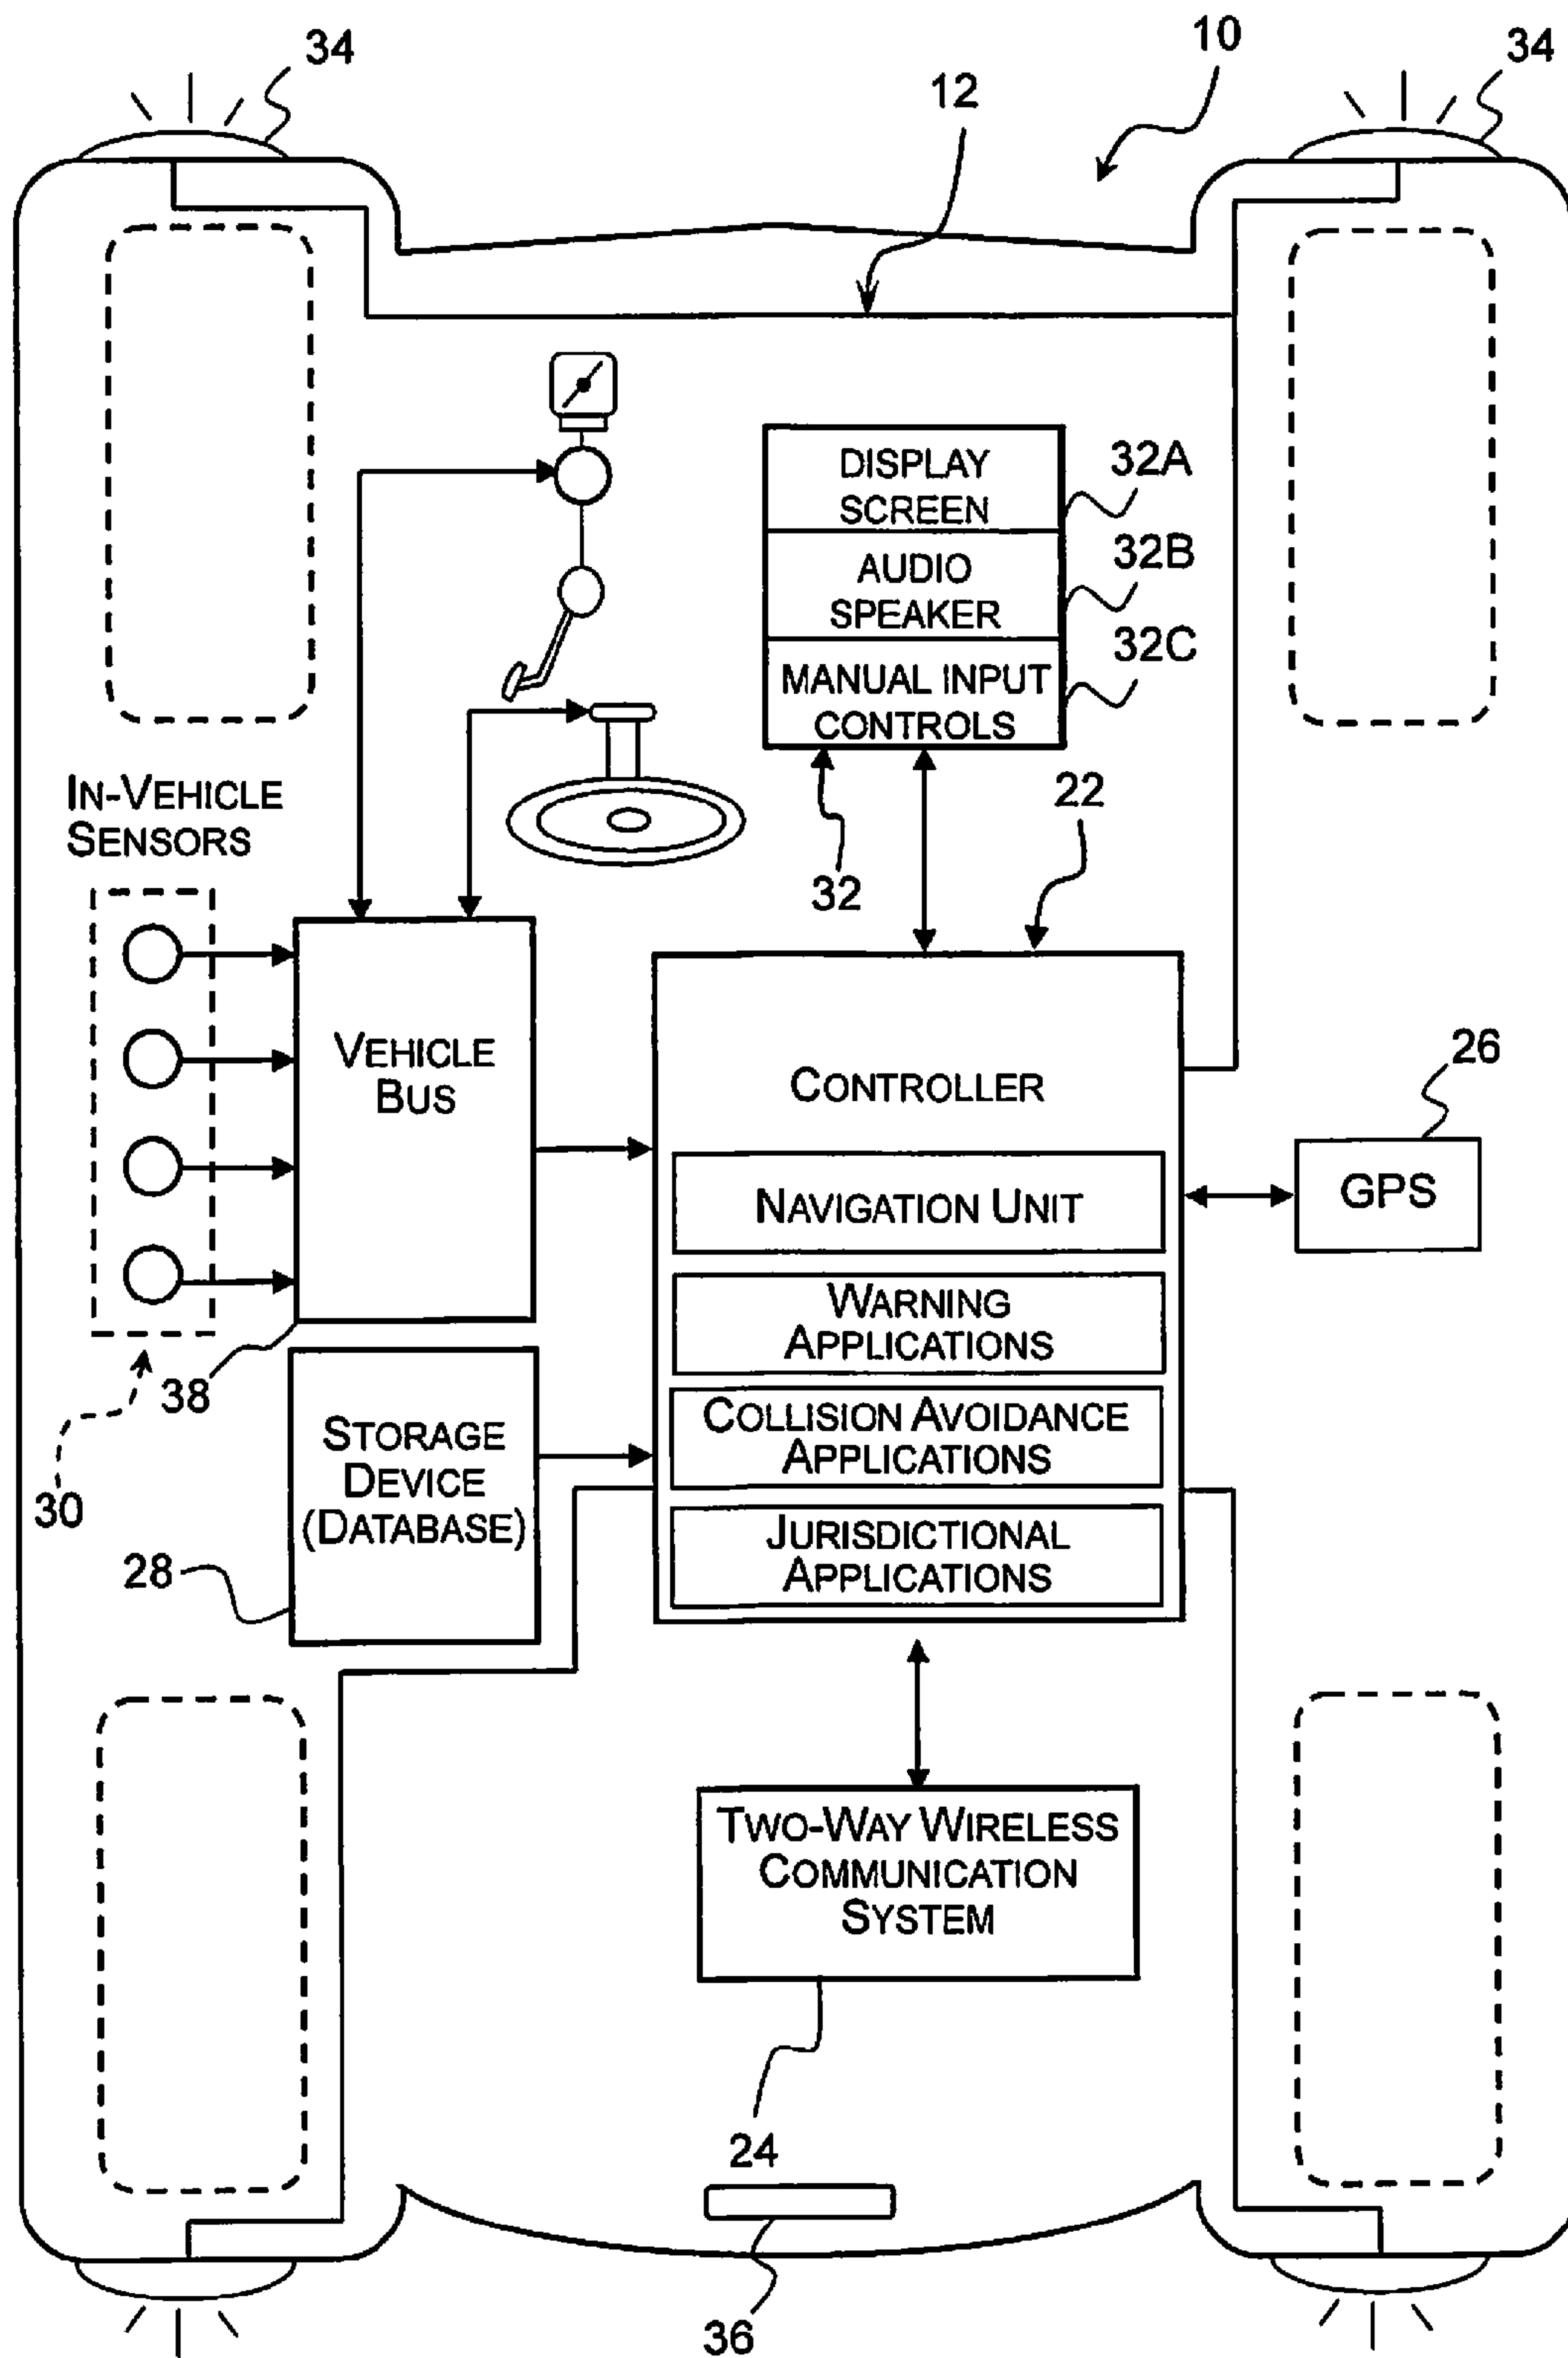 34
10
34
12
DISPLAY
SCREEN
32A
AUDIO
SPEAKER
32B
MANUAL INPUT
CONTROLS
32C
IN-VEHICLE
SENSORS
32
22
VEHICLE
BUS
CONTROLLER
26
GPS
NAVIGATION UNIT
WARNING
APPLICATIONS
38
COLLISION AVOIDANCE
APPLICATIONS
30
STORAGE
DEVICE
(DATABASE)
28
JURISDICTIONAL
APPLICATIONS
TWO-WAY WIRELESS
COMMUNICATION
SYSTEM
24
36